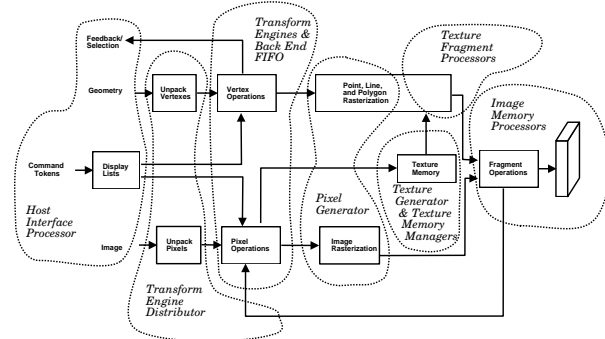 Transform
Engines &
Back End
FIFO
Texture
Fragment
Processors
Feedback/
Selection
Geometry
Unpack
Vertexes
Vertex
Operations
Point, Line,
and Polygon
Rasterization
Image
Memory
Processors
Command
Tokens
Display
Lists
Texture
Memory
Fragment
Operations
Host
Interface
Processor
Pixel
Generator
Texture
Generator
& Texture
Memory
Managers
Image
Unpack
Pixels
Pixel
Operations
Image
Rasterization
Transform
Engine
Distributor